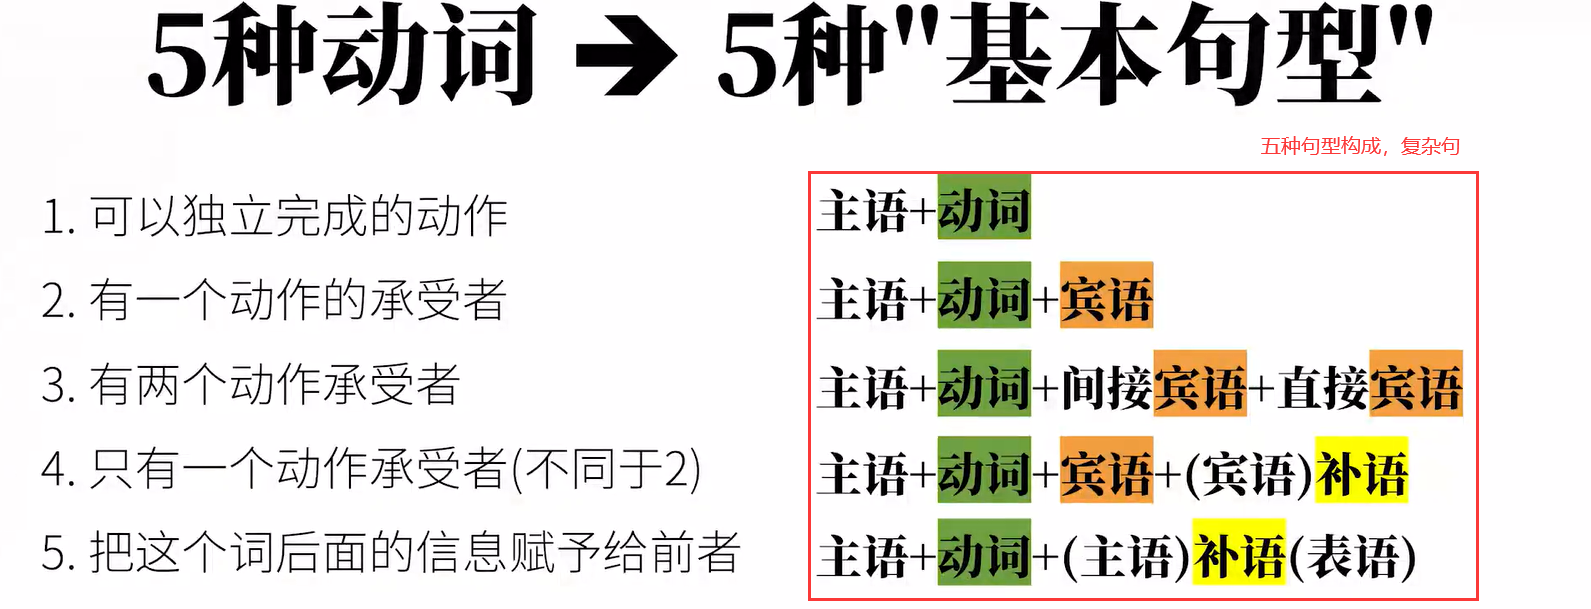 5种动词 → 5种"基本句型"
五种句型构成，复杂句
1. 可以独立完成的动作
主语+动词
2. 有一个动作的承受者
主语+动词+宾语
3. 有两个动作承受者
主语+动词+间接宾语+直接宾语
4. 只有一个动作承受者(不同于2)
主语+动词+宾语+(宾语)补语
5. 把这个词后面的信息赋予给前者
主语+动词+(主语)补语(表语)